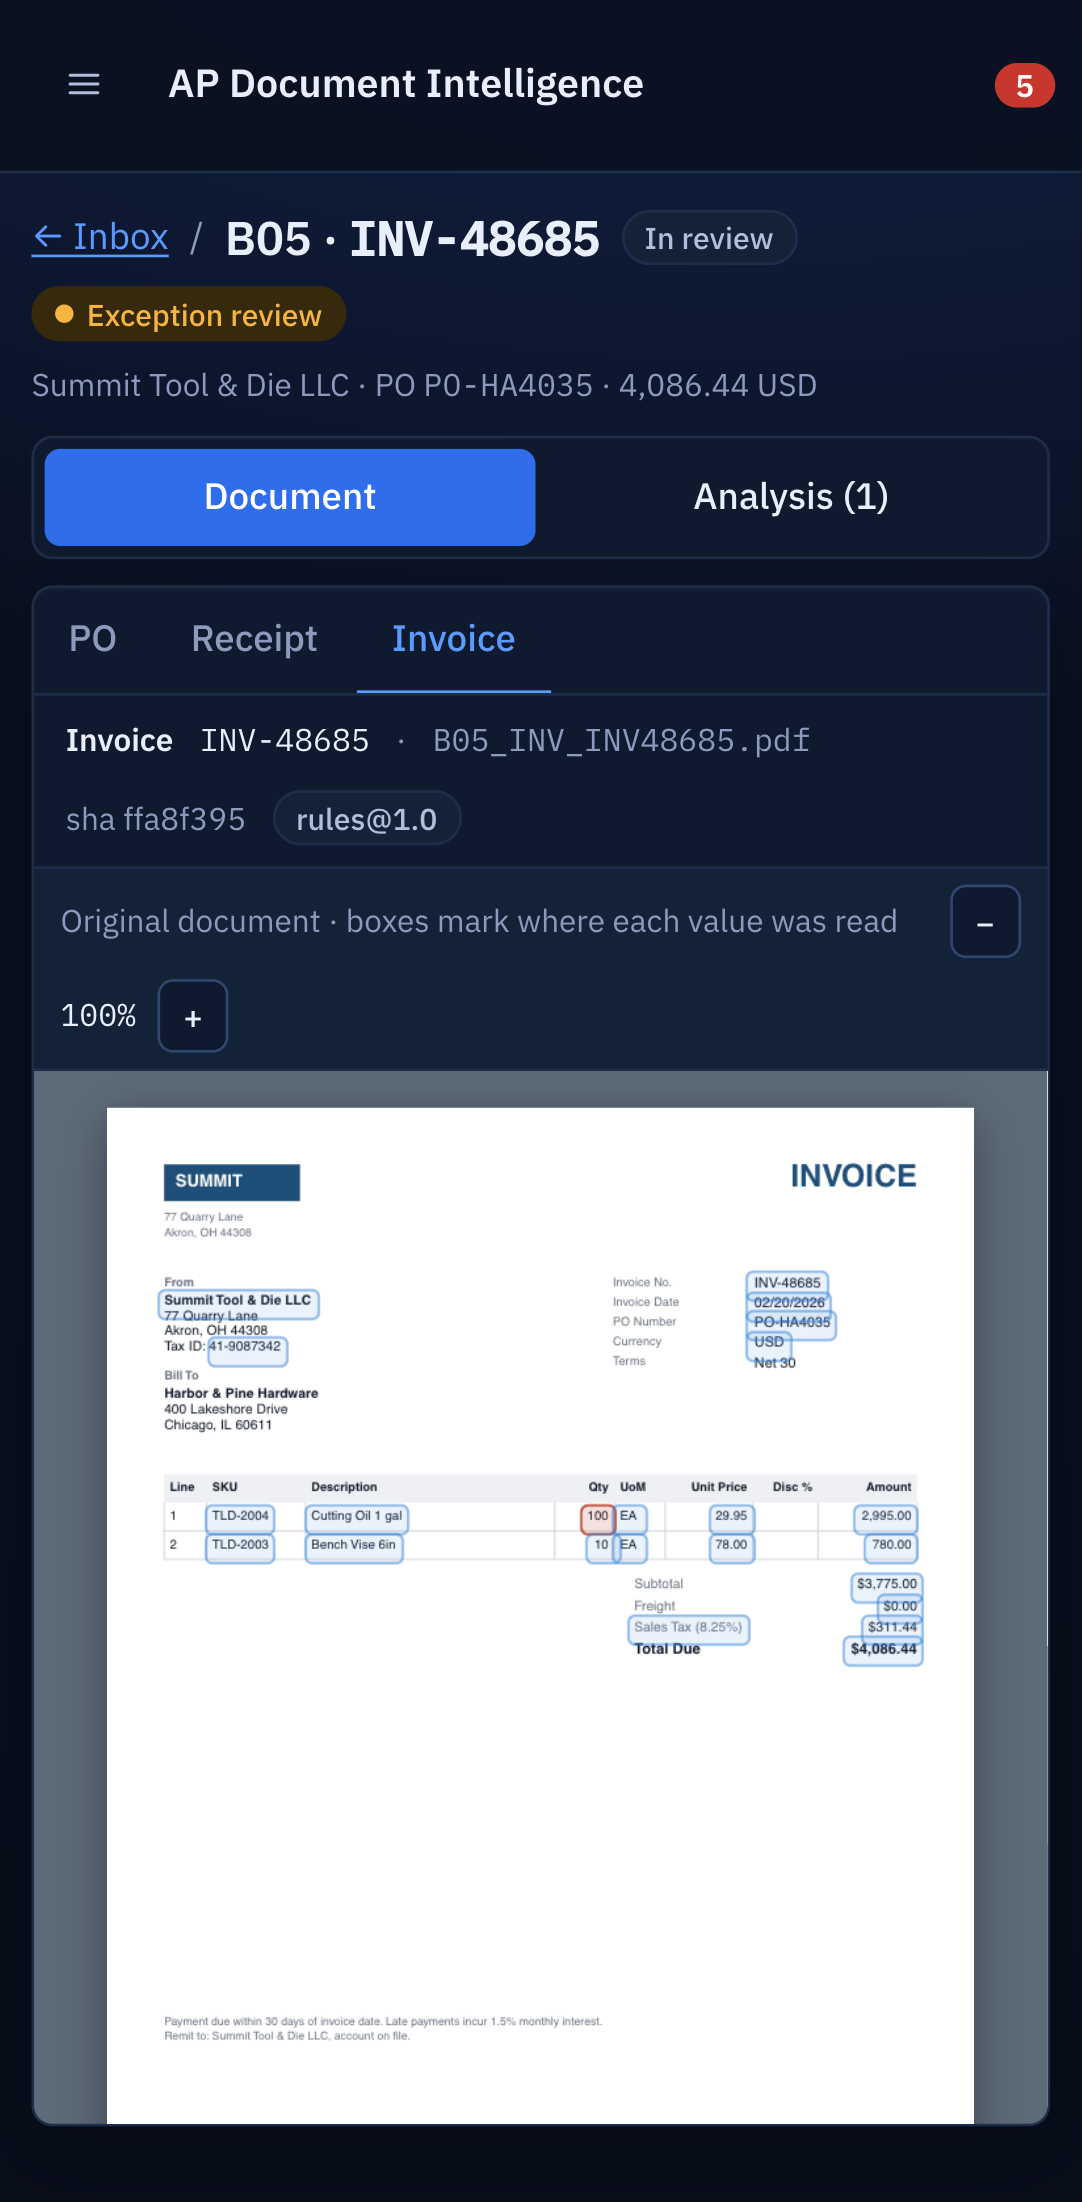 AP Document Intelligence
5
← Inbox / B05 · INV-48685 In review
Exception review
Summit Tool & Die LLC · PO PO-HA4035 · 4,086.44 USD
Document Analysis (1)
PO Receipt Invoice
Invoice INV-48685 · B05_INV_INV48685.pdf
sha ffa8f395 rules@1.0
Original document · boxes mark where each value was read −
100% +
SUMMIT
INVOICE
77 Quarry Lane
Akron, OH 44308
From
Summit Tool & Die LLC
77 Quarry Lane
Akron, OH 44308
Tax ID: 41-9087342
Bill To
Harbor & Pine Hardware
400 Lakeshore Drive
Chicago, IL 60611
Invoice No. INV-48685
Invoice Date 02/20/2026
PO Number PO-HA4035
Currency USD
Terms Net 30
Line SKU Description Qty UoM Unit Price Disc % Amount
1 TLD-2004 Cutting Oil 1 gal 100 EA 29.95 2,995.00
2 TLD-2003 Bench Vise 6in 10 EA 78.00 780.00
Subtotal $3,775.00
Freight $0.00
Sales Tax (8.25%) $311.44
Total Due $4,086.44
Payment due within 30 days of invoice date. Late payments incur 1.5% monthly interest.
Remit to: Summit Tool & Die LLC, account on file.